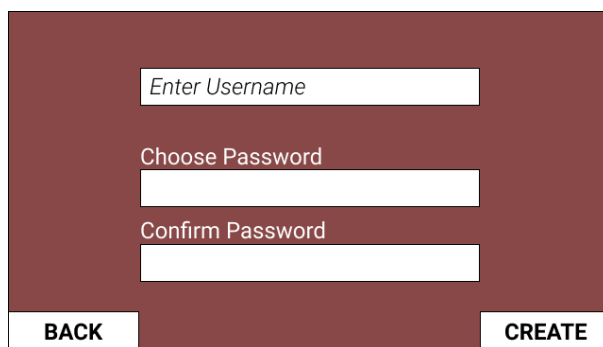 Enter Username
Choose Password
Confirm Password
BACK
CREATE